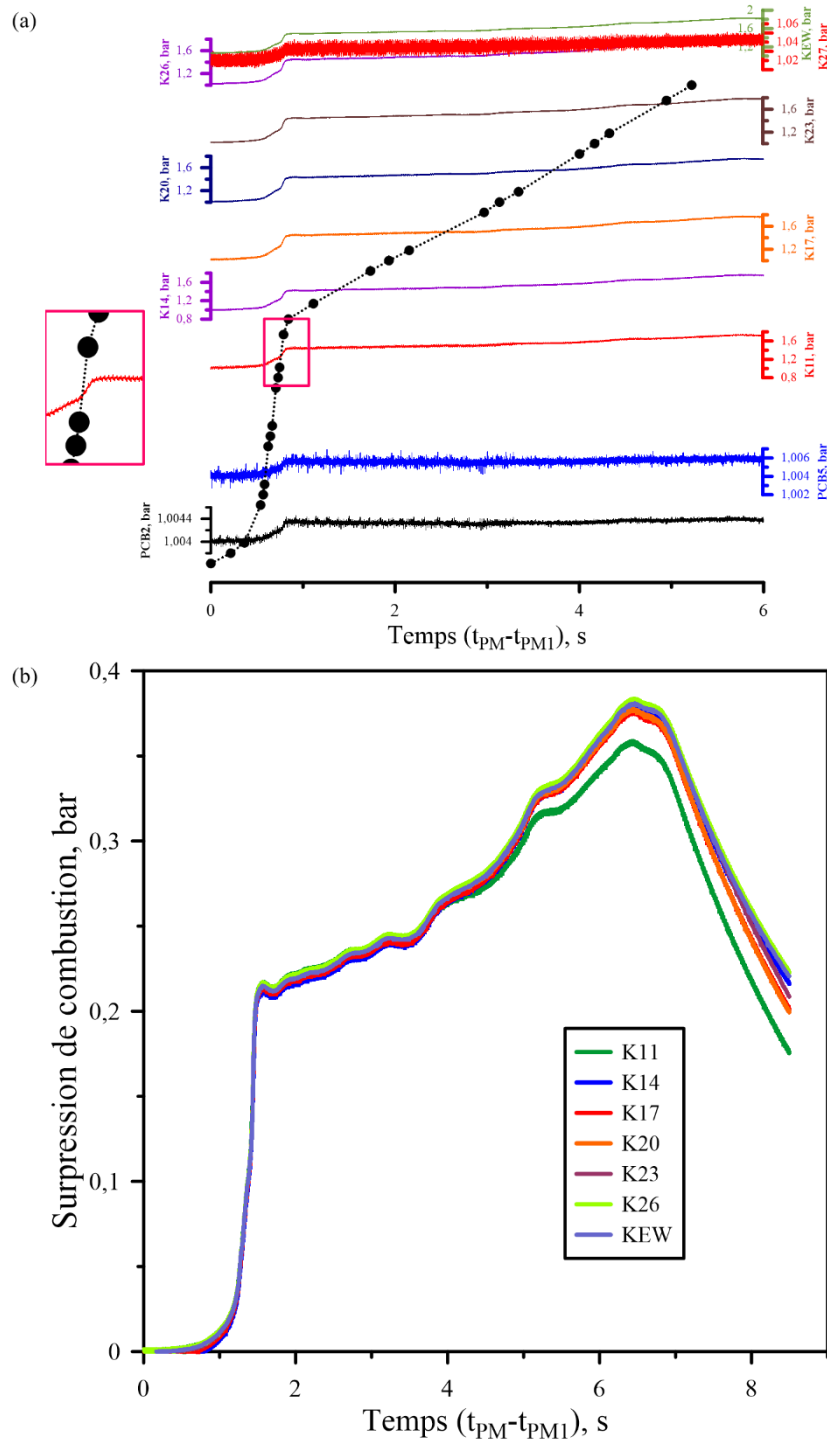 (a)
2
1,6
1,2
K26, bar
1,6
1,2
KEW, bar
1,06
1,04
1,02
K27, bar
1,6
1,2
K23, bar
1,6
1,2
K20, bar
1,6
1,2
K17, bar
1,6
1,2
0,8
K14, bar
1,6
1,2
0,8
K11, bar
1,006
1,004
1,002
PCB5, bar
1,0044
1,004
PCB2, bar
0 2 4 6
Temps (tPM-tPM1), s
(b)
0,4
0,3
0,2
0,1
0
Surpression de combustion, bar
K11
K14
K17
K20
K23
K26
KEW
0 2 4 6 8
Temps (tPM-tPM1), s